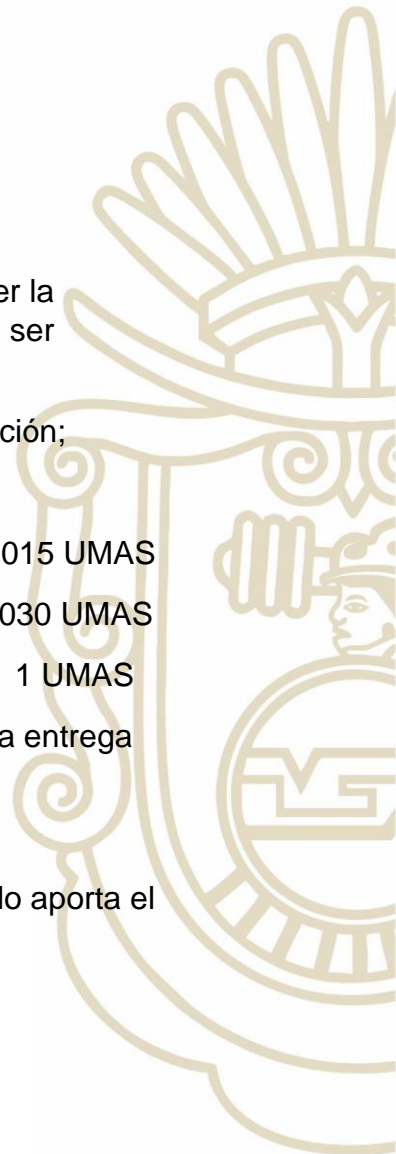 er la
ser
ción;
015 UMAS
030 UMAS
1 UMAS
a entrega
lo aporta el